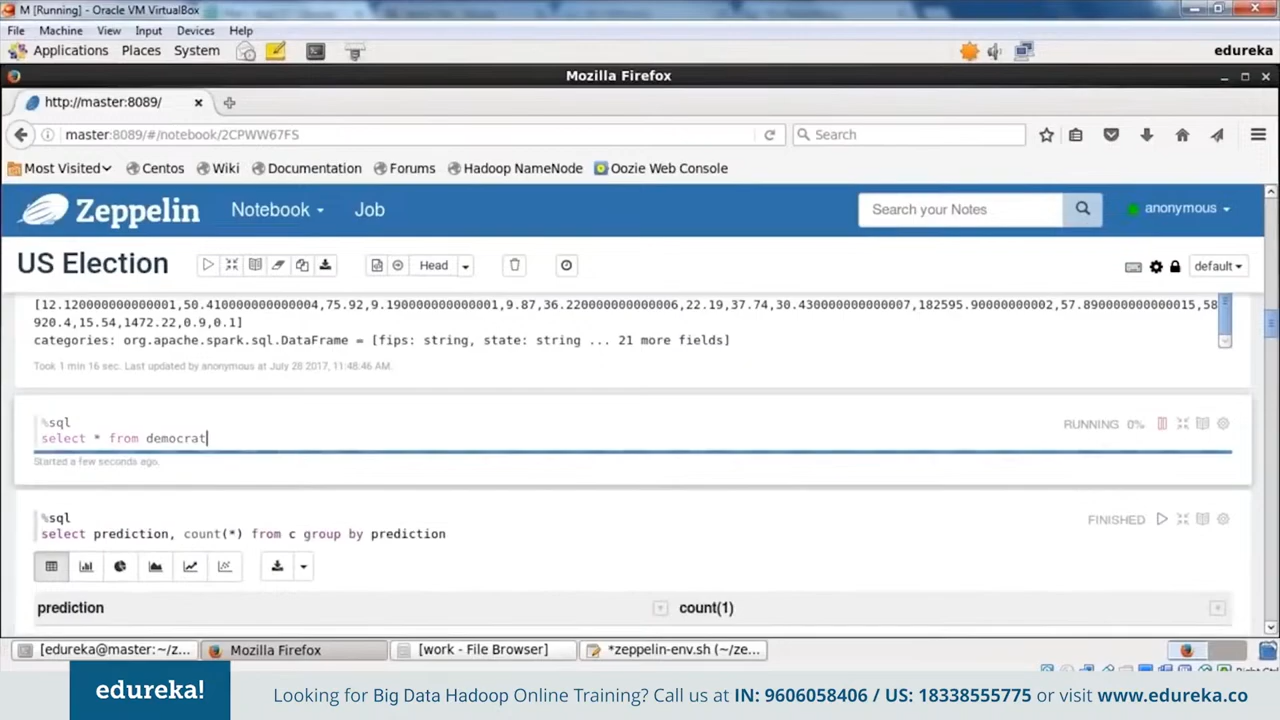 M [Running] - Oracle VM VirtualBox
File Machine View Input Devices Help
Applications Places System edureka
Mozilla Firefox
http://master:8089/
master:8089/#/notebook/2CPWW67FS Search
Most Visited Centos Wiki Documentation Forums Hadoop NameNode Oozie Web Console
Zeppelin Notebook Job Search your Notes anonymous
US Election Head default
[12.120000000000001,50.410000000000004,75.92,9.190000000000001,9.87,36.220000000000006,22.19,37.74,30.430000000000007,182595.90000000002,57.890000000000015,58
920.4,15.54,1472.22,0.9,0.1]
categories: org.apache.spark.sql.DataFrame = [fips: string, state: string ... 21 more fields]
Took 1 min 16 sec. Last updated by anonymous at July 28 2017, 11:48:46 AM.
%sql RUNNING 0%
select * from democrat
Started a few seconds ago.
%sql FINISHED
select prediction, count(*) from c group by prediction
prediction count(1)
[edureka@master:~/z... Mozilla Firefox [work - File Browser] *zeppelin-env.sh (~/ze...
edureka! Looking for Big Data Hadoop Online Training? Call us at IN: 9606058406 / US: 18338555775 or visit www.edureka.co